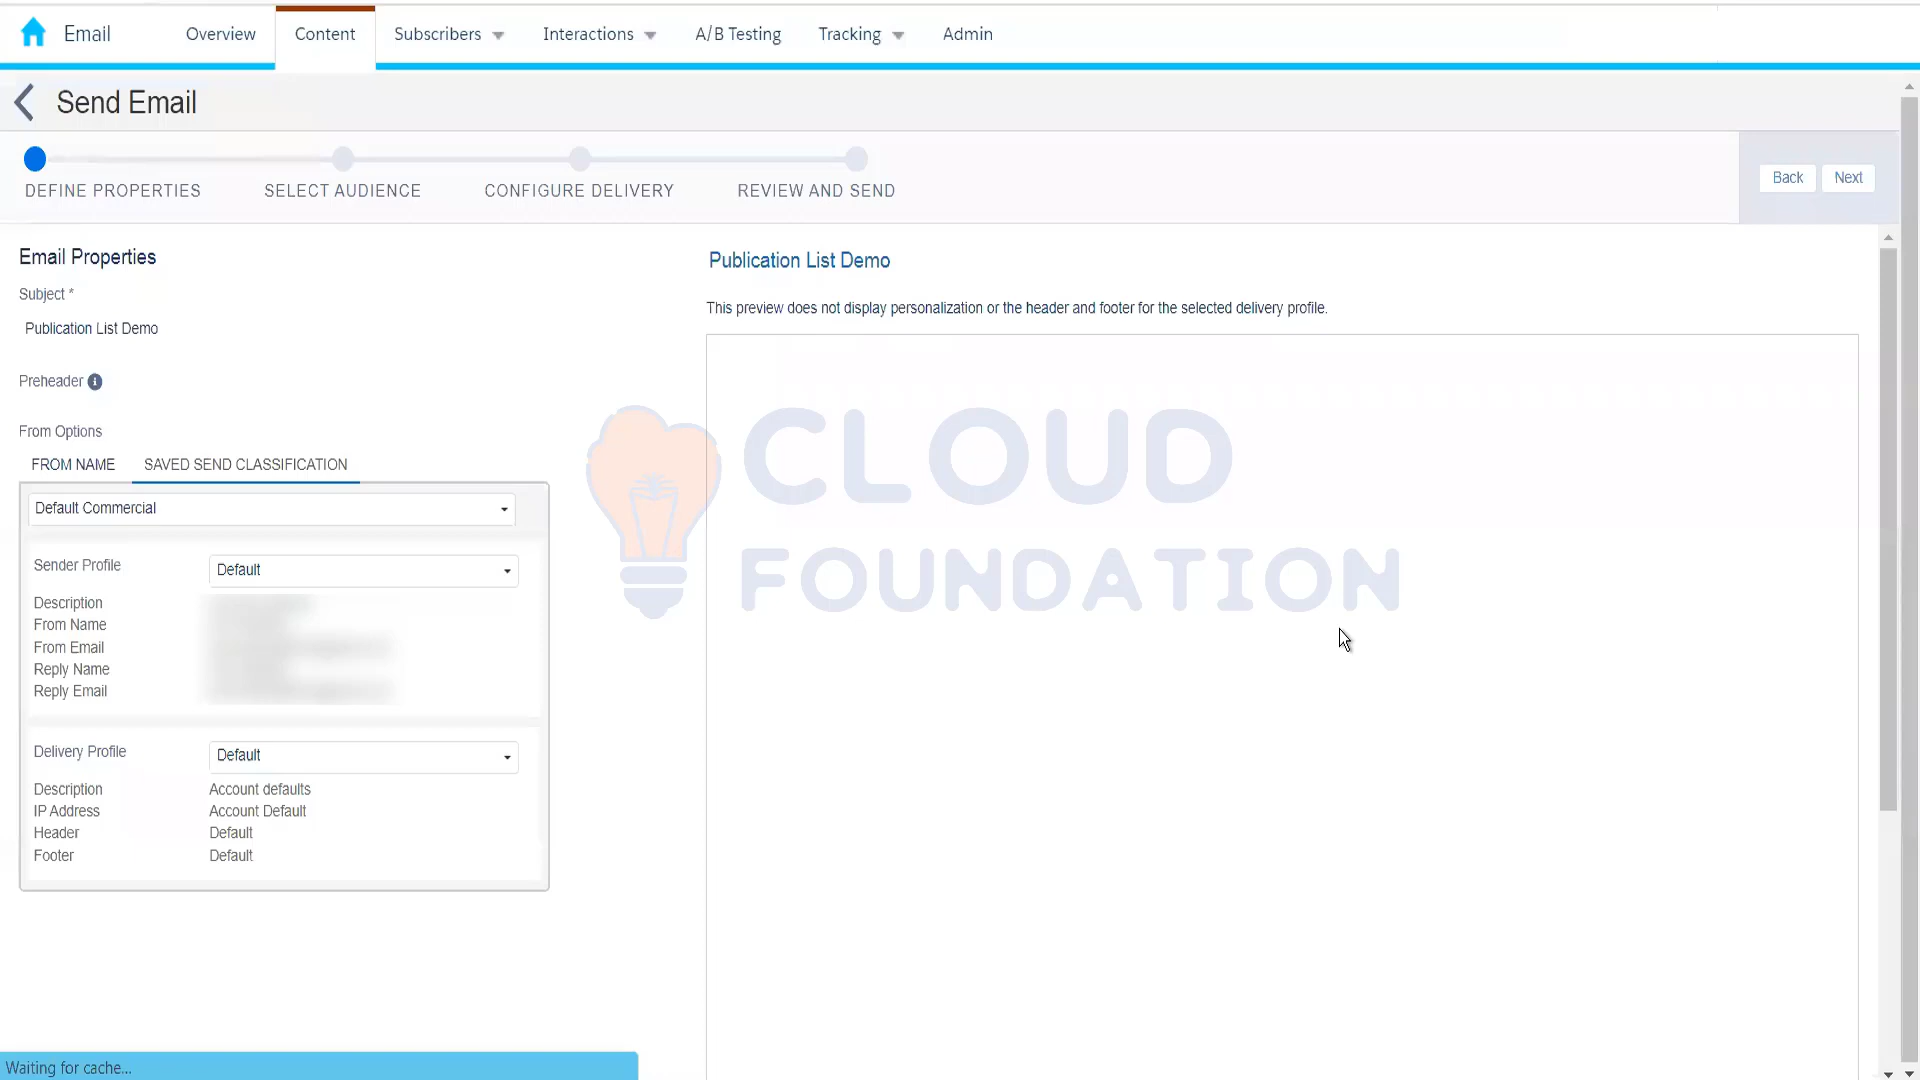 Email Overview Content Subscribers Interactions A/B Testing Tracking Admin
Send Email
DEFINE PROPERTIES SELECT AUDIENCE CONFIGURE DELIVERY REVIEW AND SEND
Back Next
Email Properties
Subject *
Publication List Demo
Preheader
From Options
FROM NAME SAVED SEND CLASSIFICATION
Default Commercial
Sender Profile Default
Description
From Name
From Email
Reply Name
Reply Email
Delivery Profile Default
Description Account defaults
IP Address Account Default
Header Default
Footer Default
Publication List Demo
This preview does not display personalization or the header and footer for the selected delivery profile.
CLOUD
FOUNDATION
Waiting for cache...